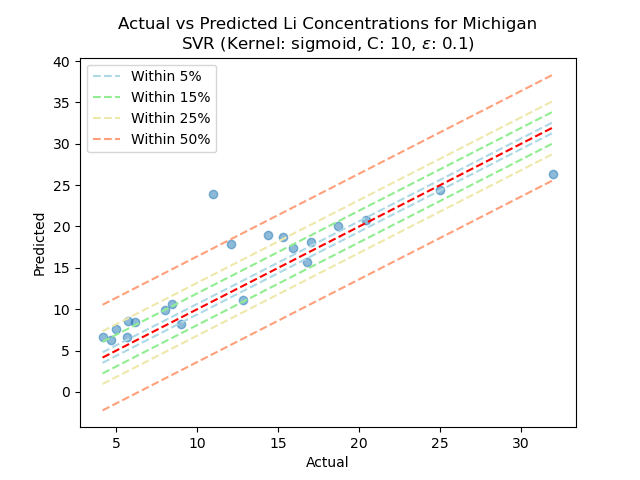 Actual vs Predicted Li Concentrations for Michigan
SVR (Kernel: sigmoid, C: 10, ε: 0.1)
Within 5%
Within 15%
Within 25%
Within 50%
40
35
30
25
20
15
10
5
0
Predicted
5 10 15 20 25 30
Actual